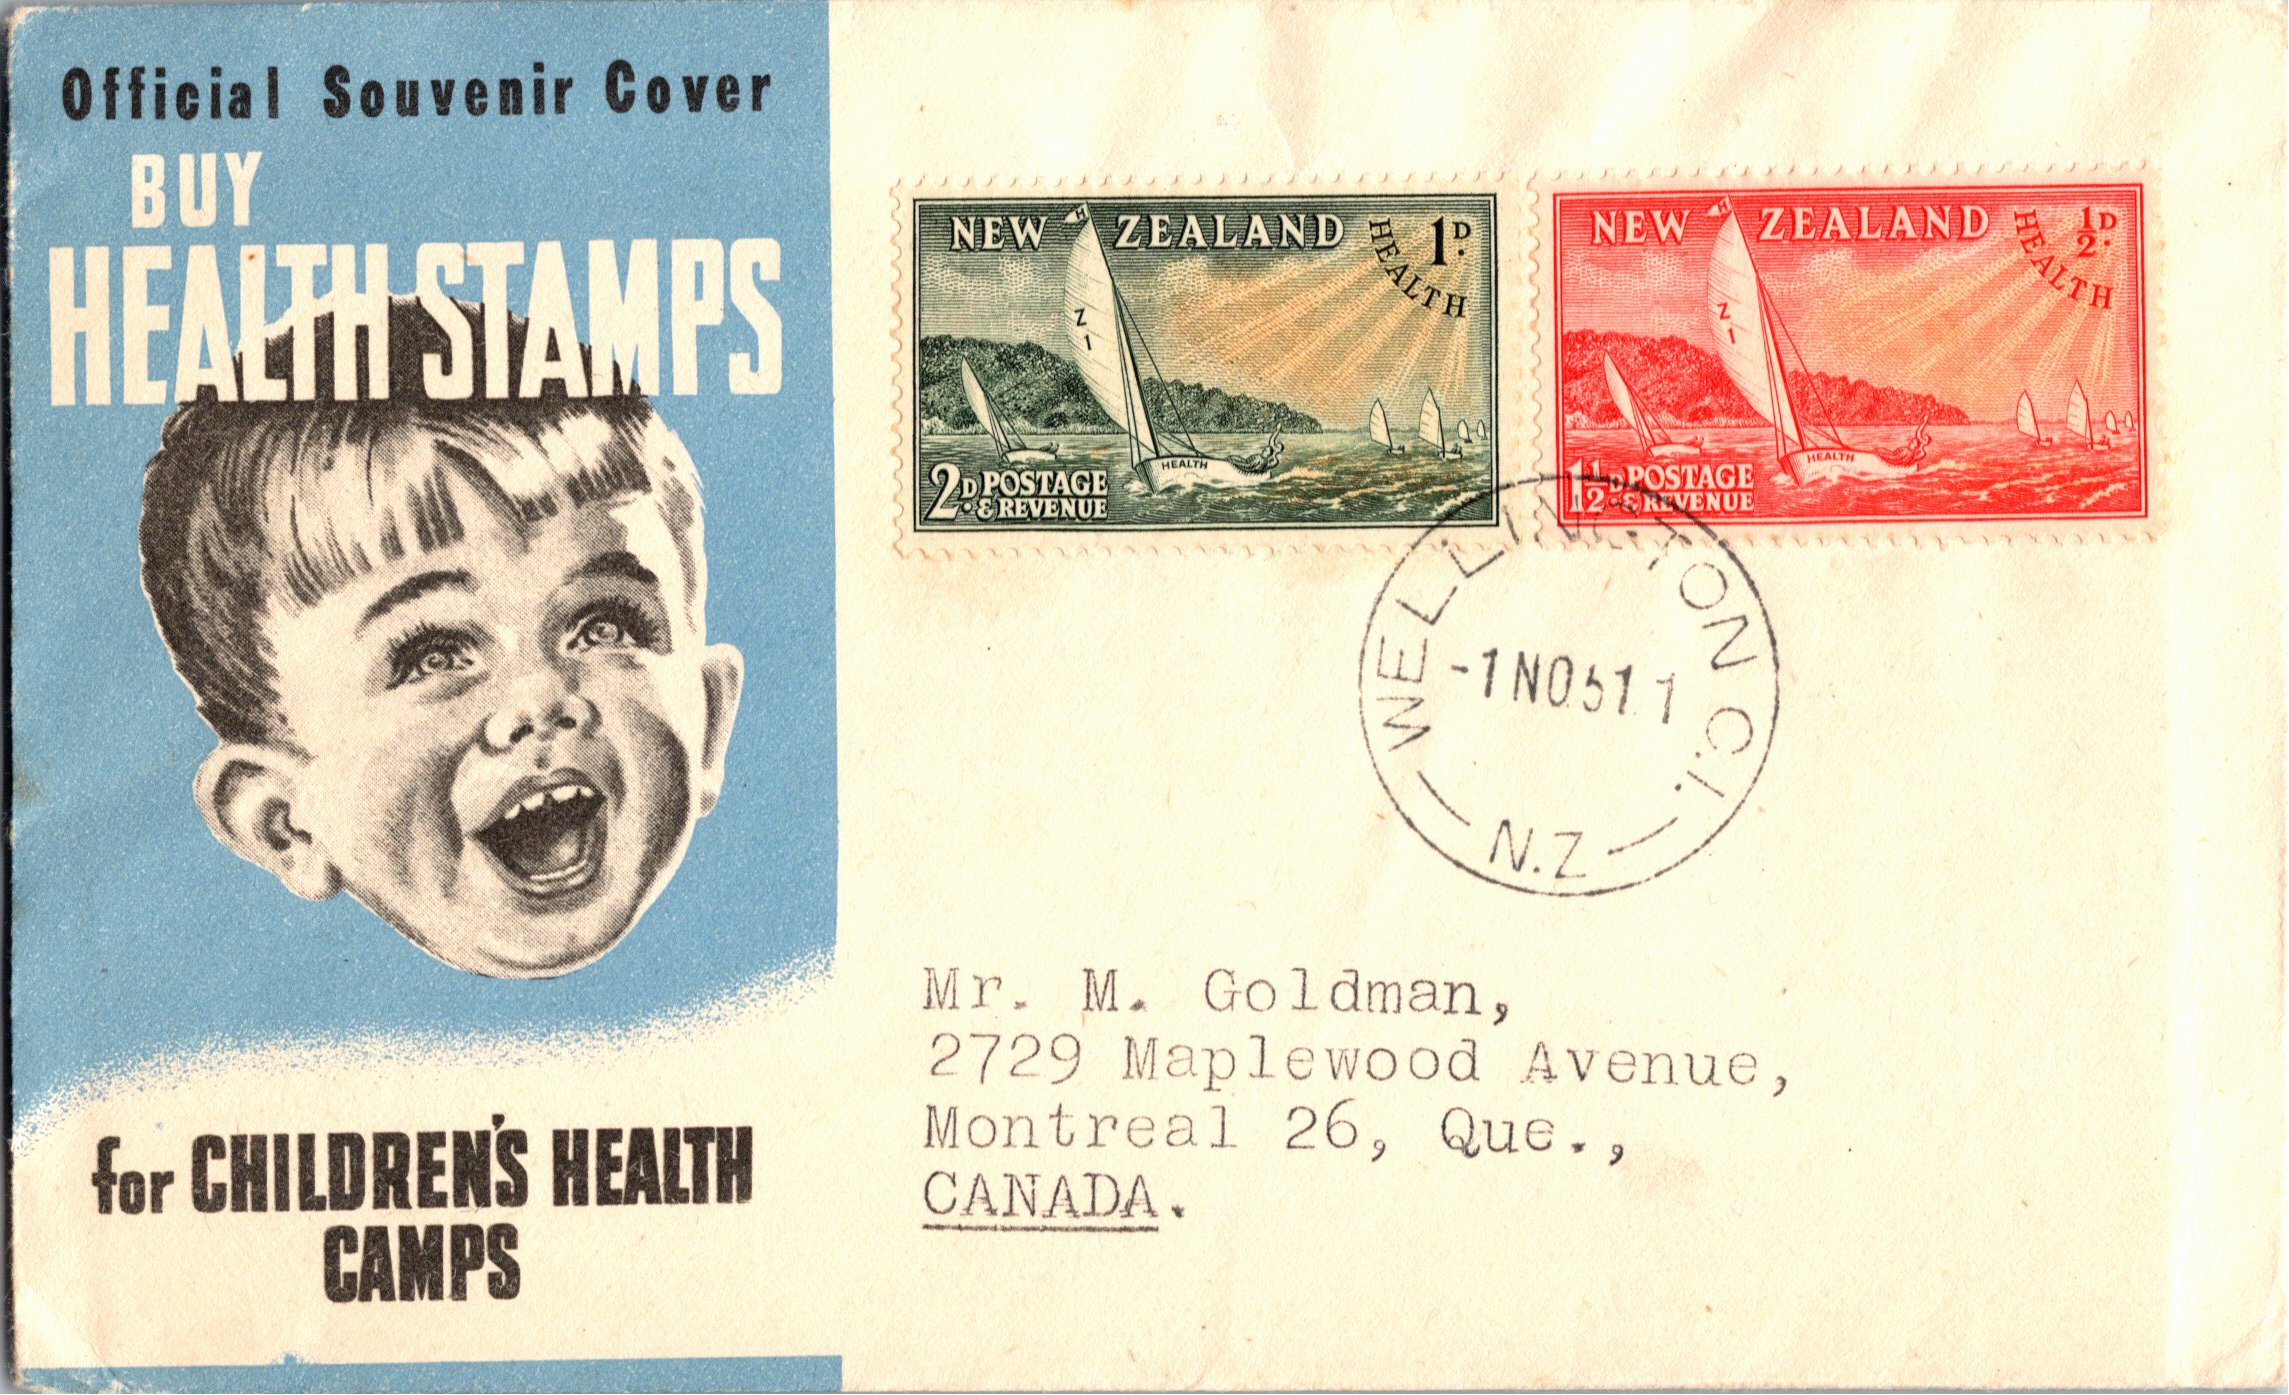 Official Souvenir Cover
BUY
HEALTH STAMPS
for CHILDREN'S HEALTH
CAMPS
NEW ZEALAND
1D.
HEALTH
H
Z
1
HEALTH
2D. POSTAGE
& REVENUE
NEW ZEALAND
½D.
HEALTH
H
Z
1
HEALTH
1½D. POSTAGE
& REVENUE
WELLINGTON C.I.
-1 NO 51 7
N.Z
Mr. M. Goldman,
2729 Maplewood Avenue,
Montreal 26, Que.,
CANADA.